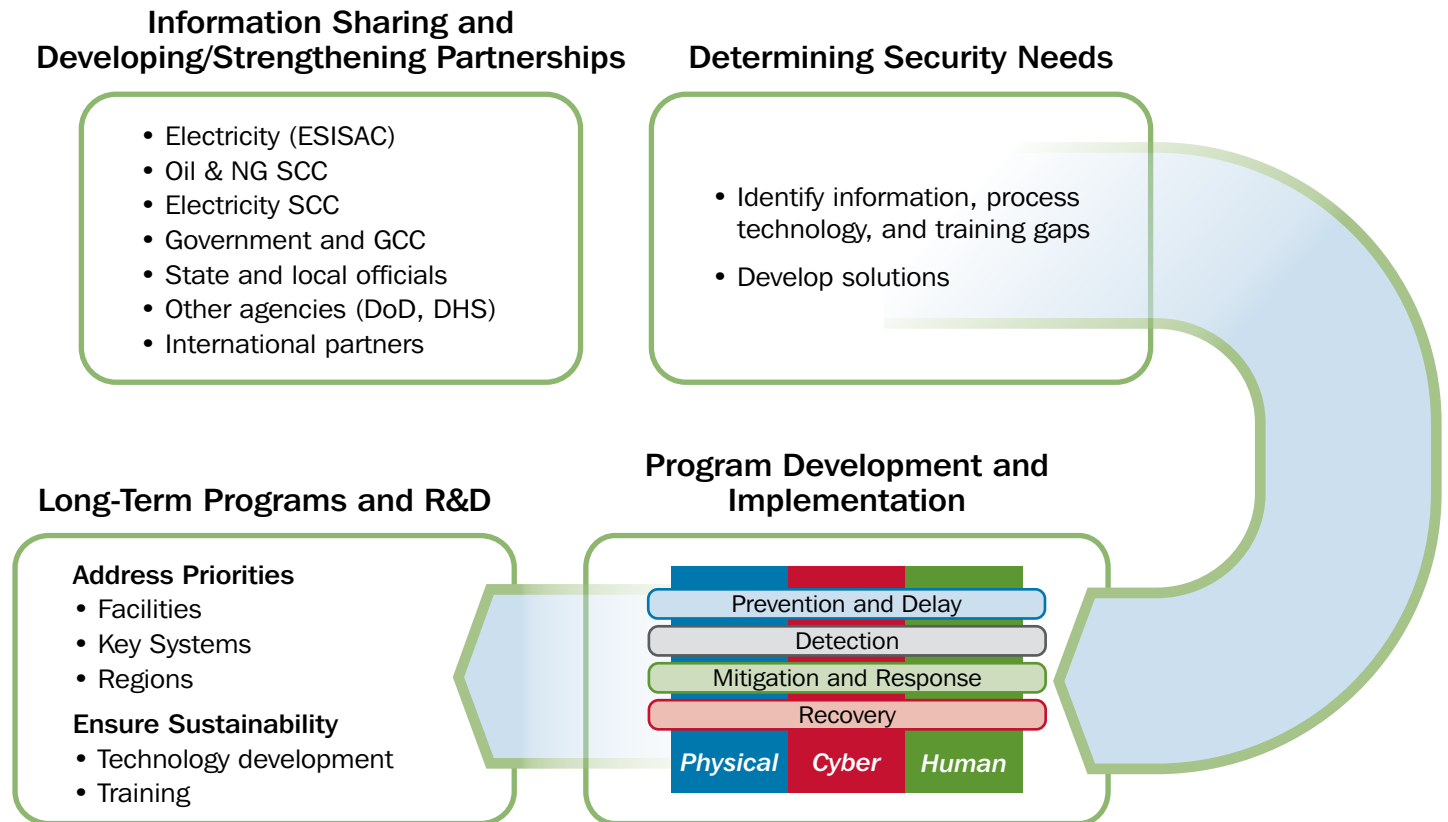 Information Sharing and
Developing/Strengthening Partnerships
• Electricity (ESISAC)
• Oil & NG SCC
• Electricity SCC
• Government and GCC
• State and local officials
• Other agencies (DoD, DHS)
• International partners
Determining Security Needs
• Identify information, process
technology, and training gaps
• Develop solutions
Program Development and
Implementation
Prevention and Delay
Detection
Mitigation and Response
Recovery
Physical Cyber Human
Long-Term Programs and R&D
Address Priorities
• Facilities
• Key Systems
• Regions
Ensure Sustainability
• Technology development
• Training